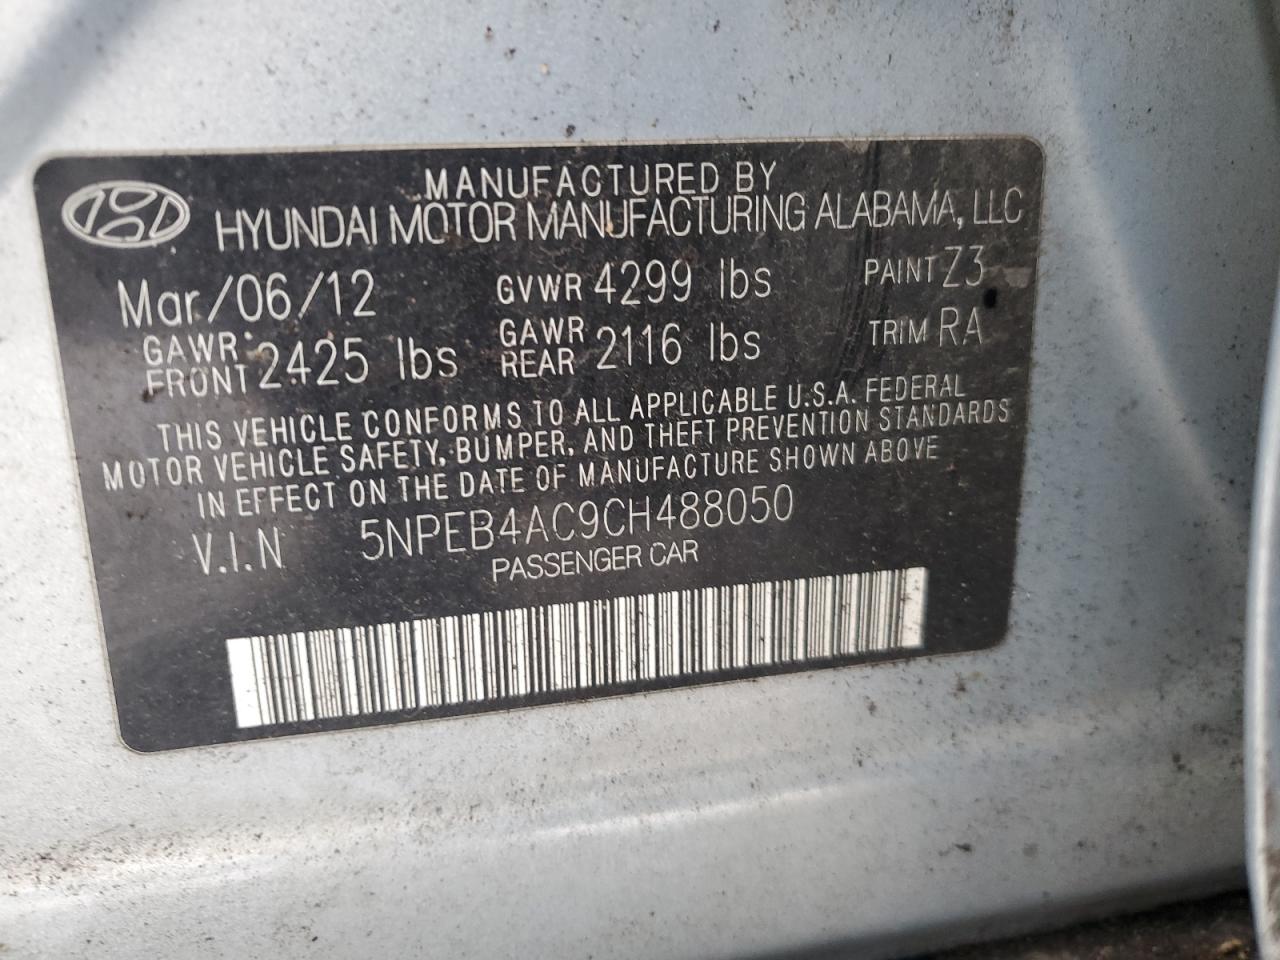 MANUFACTURED BY
HYUNDAI MOTOR MANUFACTURING ALABAMA, LLC
Mar/06/12 GVWR 4299 lbs PAINT Z3
GAWR FRONT 2425 lbs GAWR REAR 2116 lbs TRIM RA
THIS VEHICLE CONFORMS TO ALL APPLICABLE U.S.A. FEDERAL
MOTOR VEHICLE SAFETY, BUMPER, AND THEFT PREVENTION STANDARDS
IN EFFECT ON THE DATE OF MANUFACTURE SHOWN ABOVE
V.I.N 5NPEB4AC9CH488050
PASSENGER CAR